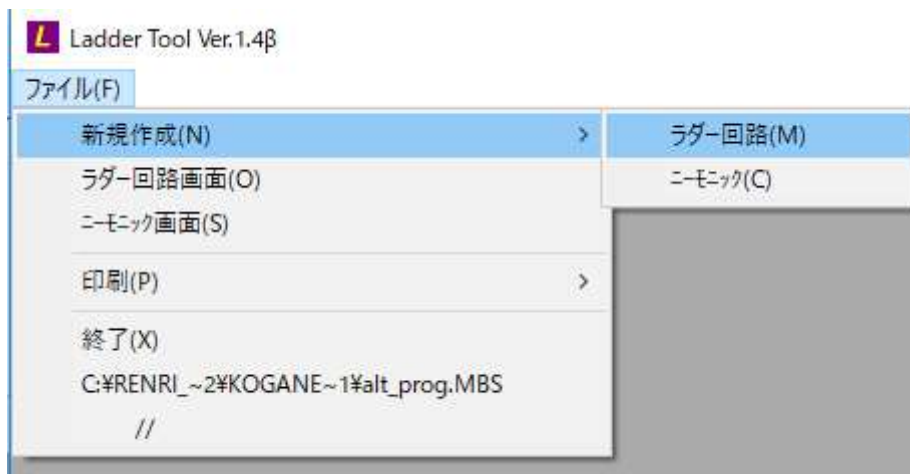 L Ladder Tool Ver.1.4β
ファイル(F)
新規作成(N) >
ラダー回路(M)
ラダー回路画面(O)
ﾆｰﾓﾆｯｸ(C)
ﾆｰﾓﾆｯｸ画面(S)
印刷(P) >
終了(X)
C:¥RENRI_~2¥KOGANE~1¥alt_prog.MBS
//